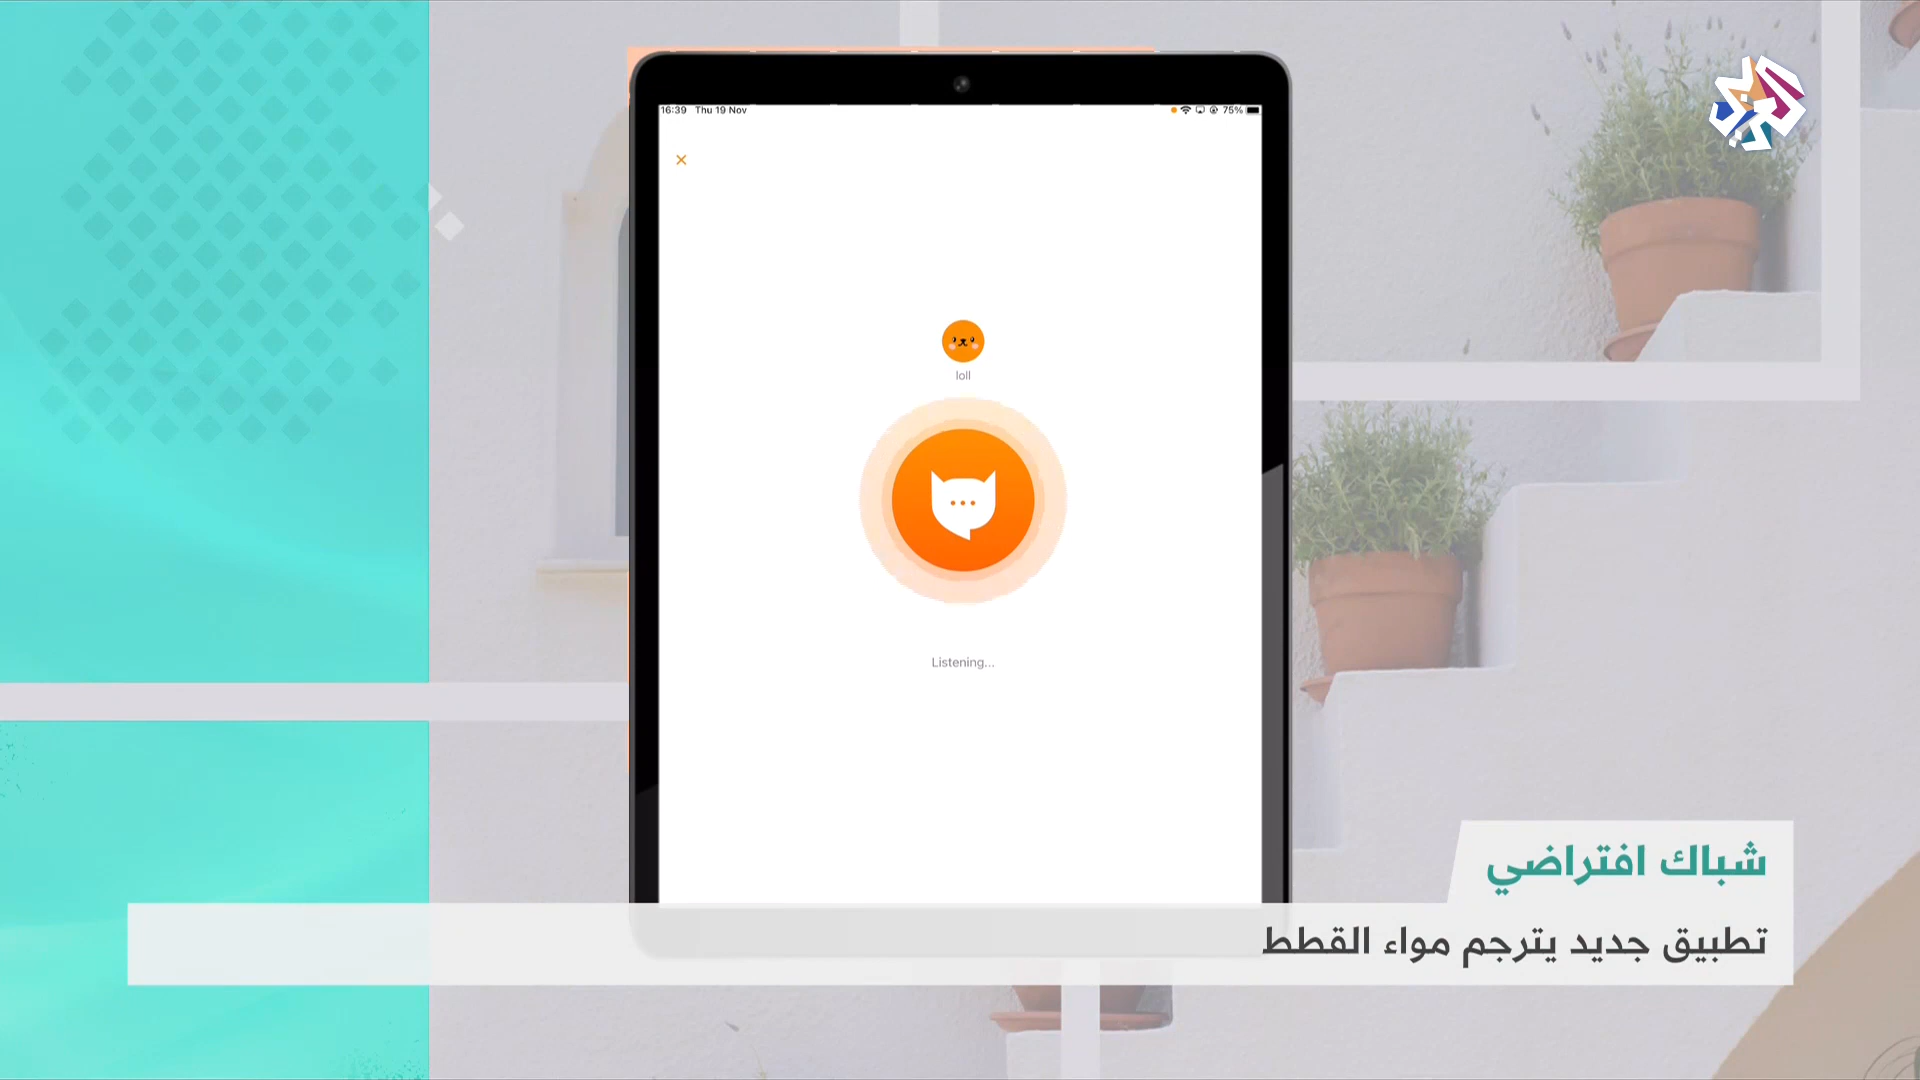 16:39 Thu 19 Nov
75%
loll
Listening...
شباك افتراضي
تطبيق جديد يترجم مواء القطط